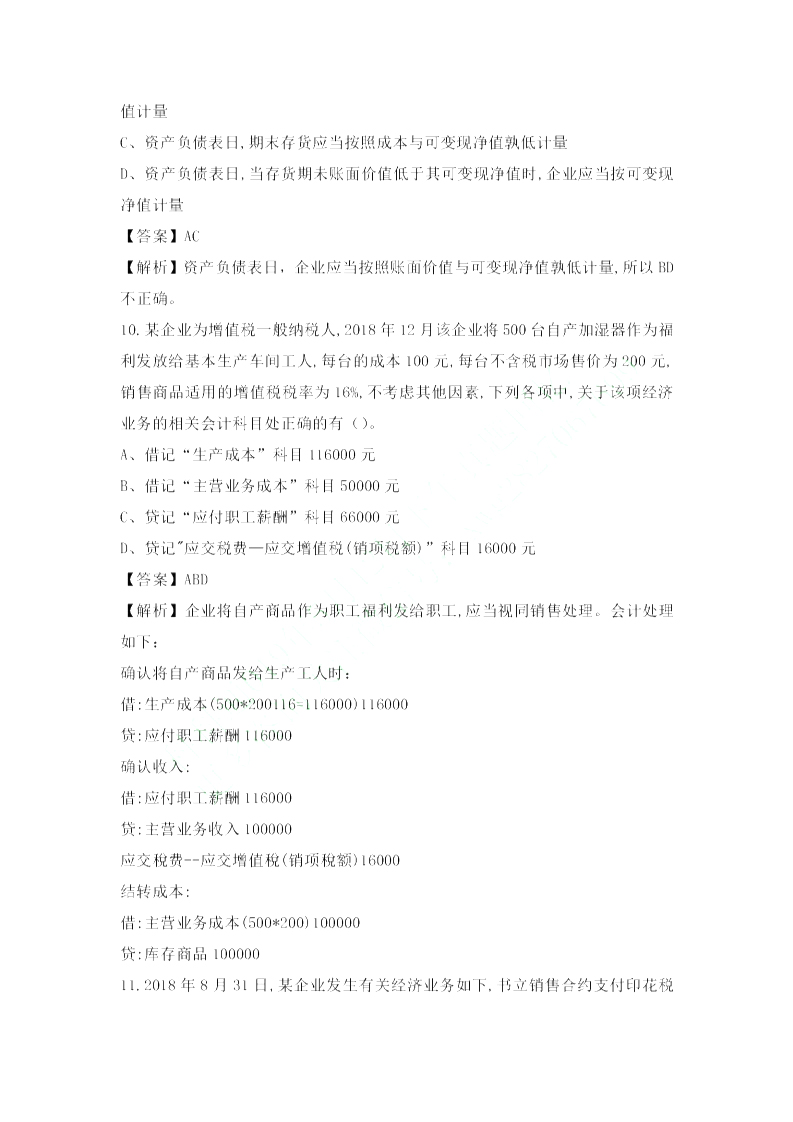 值计量
C、资产负债表日,期末存货应当按照成本与可变现净值孰低计量
D、资产负债表日,当存货期未账面价值低于其可变现净值时,企业应当按可变现
净值计量
【答案】AC
【解析】资产负债表日，企业应当按照账面价值与可变现净值孰低计量,所以 BD
不正确。
10.某企业为增值税一般纳税人,2018 年 12 月该企业将 500 台自产加湿器作为福
利发放给基本生产车间工人,每台的成本 100 元,每台不含税市场售价为 200 元,
销售商品适用的增值税税率为 16%,不考虑其他因素,下列各项中,关于该项经济
业务的相关会计科目处正确的有（）。
A、借记“生产成本”科目 116000 元
B、借记“主营业务成本”科目 50000 元
C、贷记“应付职工薪酬”科目 66000 元
D、贷记"应交税费—应交增值税(销项税额)”科目 16000 元
【答案】ABD
【解析】企业将自产商品作为职工福利发给职工,应当视同销售处理。会计处理
如下：
确认将自产商品发给生产工人时：
借:生产成本(500*200116=116000)116000
贷:应付职工薪酬 116000
确认收入:
借:应付职工薪酬 116000
贷:主营业务收入 100000
应交税费--应交增值税(销项税额)16000
结转成本:
借:主营业务成本(500*200)100000
贷:库存商品 100000
11.2018 年 8 月 31 日,某企业发生有关经济业务如下,书立销售合约支付印花税